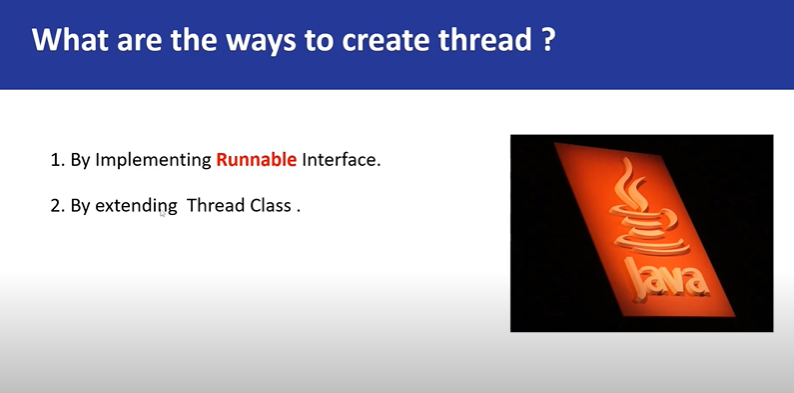 What are the ways to create thread ?
1. By Implementing Runnable Interface.
2. By extending Thread Class .
Java